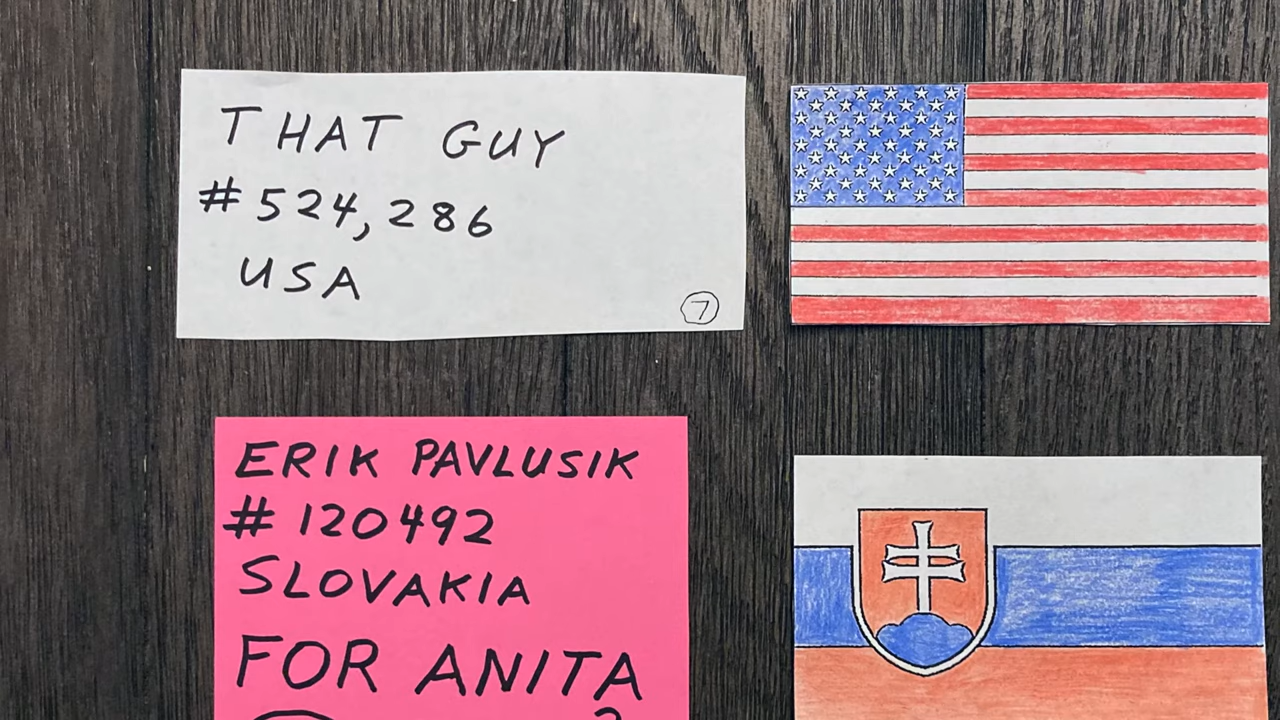 THAT GUY
#524,286
USA
7
ERIK PAVLUSIK
# 120492
SLOVAKIA
FOR ANITA